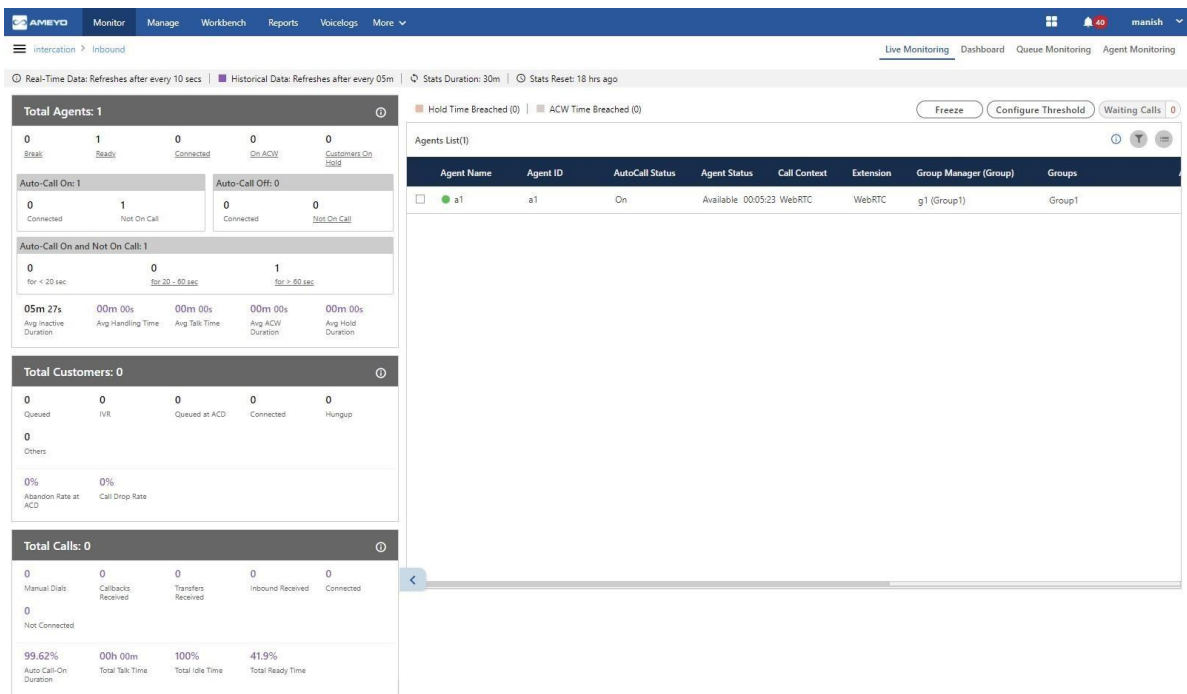 AMEYO Monitor Manage Workbench Reports Voicelogs More 40 manish
intercation > Inbound Live Monitoring Dashboard Queue Monitoring Agent Monitoring
Real-Time Data: Refreshes after every 10 secs | Historical Data: Refreshes after every 05m | Stats Duration: 30m | Stats Reset: 18 hrs ago
Total Agents: 1
0 1 0 0 0
Break Ready Connected On ACW Customers On
Hold
Auto-Call On: 1 Auto-Call Off: 0
0 1 0 0
Connected Not On Call Connected Not On Call
Auto-Call On and Not On Call: 1
0 0 1
for < 20 sec for 20 - 60 sec for > 60 sec
05m 27s 00m 00s 00m 00s 00m 00s 00m 00s
Avg Inactive Avg Handling Time Avg Talk Time Avg ACW Avg Hold
Duration Duration Duration
Total Customers: 0
0 0 0 0 0
Queued IVR Queued at ACD Connected Hungup
0
Others
0% 0%
Abandon Rate at Call Drop Rate
ACD
Total Calls: 0
0 0 0 0 0
Manual Dials Callbacks Transfers Inbound Received Connected
Received Received
0
Not Connected
99.62% 00h 00m 100% 41.9%
Auto Call-On Total Talk Time Total Idle Time Total Ready Time
Duration
Hold Time Breached (0) | ACW Time Breached (0) Freeze Configure Threshold Waiting Calls 0
Agents List(1)
Agent Name Agent ID AutoCall Status Agent Status Call Context Extension Group Manager (Group) Groups
a1 a1 On Available 00:05:23 WebRTC WebRTC g1 (Group1) Group1